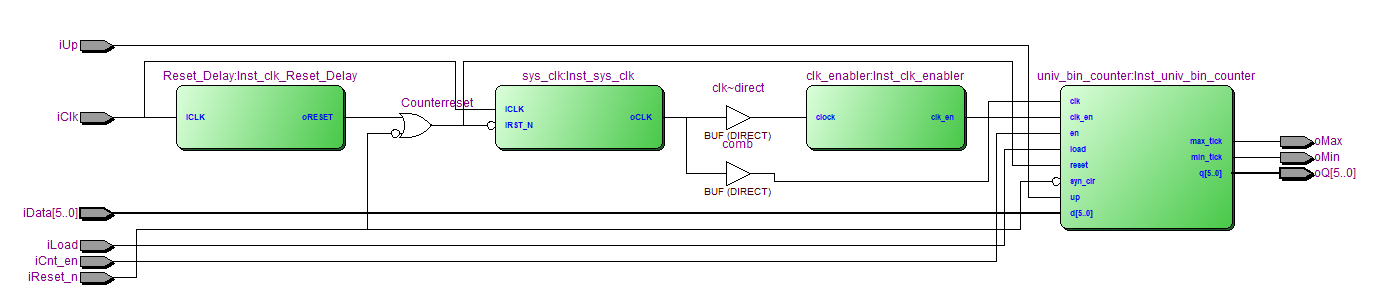 iUp
iClk
iData[5..0]
iLoad
iCnt_en
iReset_n
Reset_Delay:Inst_clk_Reset_Delay
ICLK
oRESET
Counterreset
sys_clk:Inst_sys_clk
ICLK
IRST_N
oCLK
clk~direct
BUF (DIRECT)
comb
BUF (DIRECT)
clk_enabler:Inst_clk_enabler
clock
clk_en
univ_bin_counter:Inst_univ_bin_counter
clk
clk_en
en
load
reset
syn_clr
up
d[5..0]
max_tick
min_tick
q[5..0]
oMax
oMin
oQ[5..0]